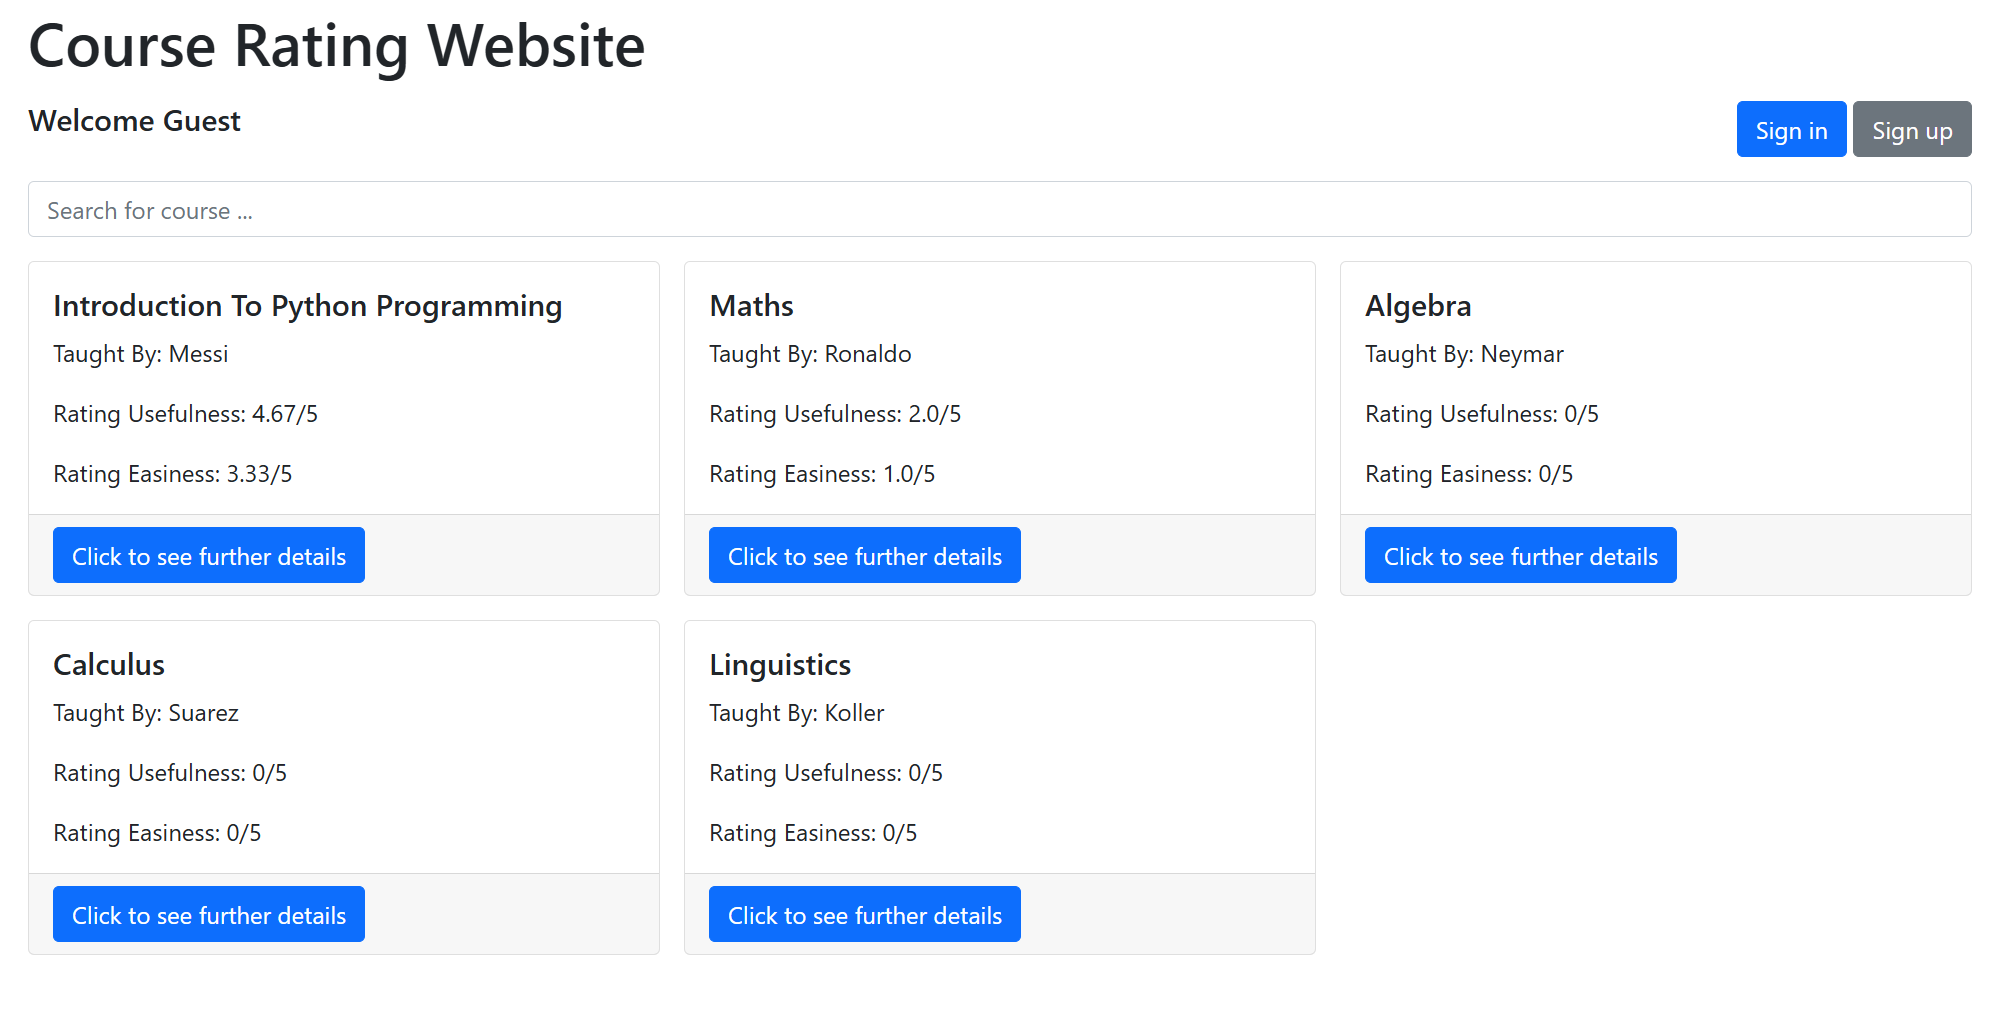 Course Rating Website
Welcome Guest
Sign in
Sign up
Search for course ...
Introduction To Python Programming
Taught By: Messi
Rating Usefulness: 4.67/5
Rating Easiness: 3.33/5
Click to see further details
Maths
Taught By: Ronaldo
Rating Usefulness: 2.0/5
Rating Easiness: 1.0/5
Click to see further details
Algebra
Taught By: Neymar
Rating Usefulness: 0/5
Rating Easiness: 0/5
Click to see further details
Calculus
Taught By: Suarez
Rating Usefulness: 0/5
Rating Easiness: 0/5
Click to see further details
Linguistics
Taught By: Koller
Rating Usefulness: 0/5
Rating Easiness: 0/5
Click to see further details